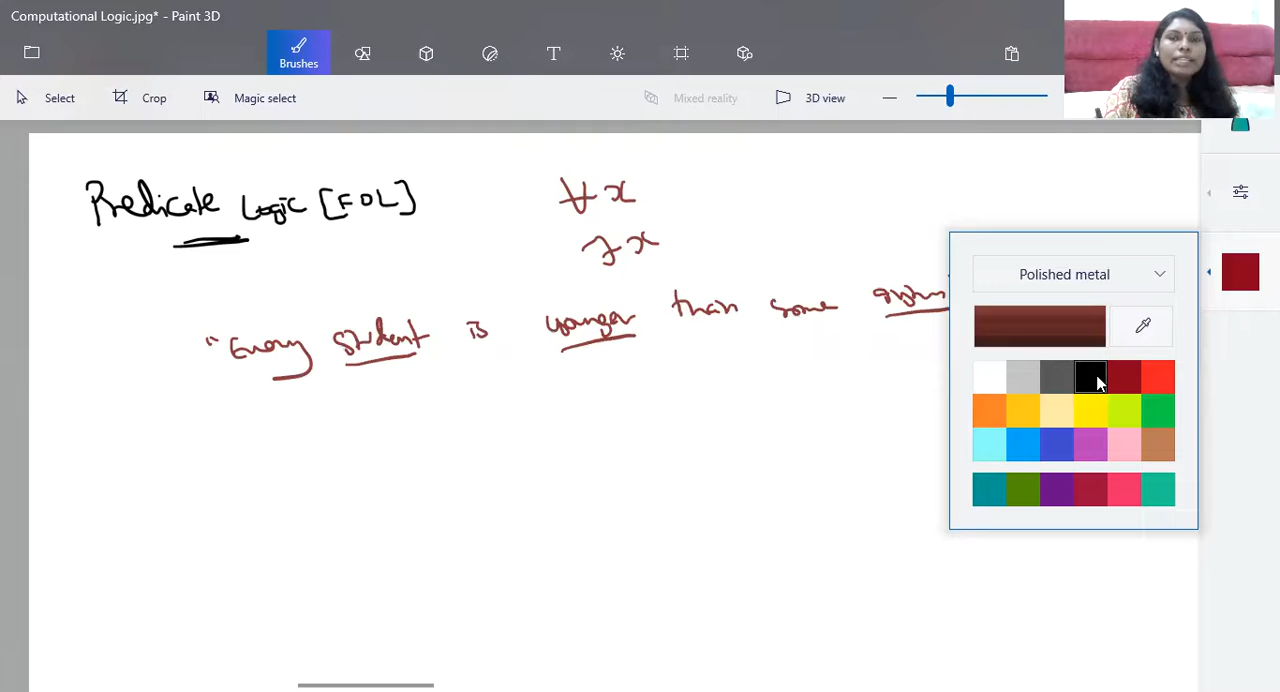 Computational Logic.jpg* - Paint 3D
Brushes
Select Crop Magic select Mixed reality 3D view
Predicate Logic [FOL]
∀x
∃x
"Every student is younger than some
Polished metal